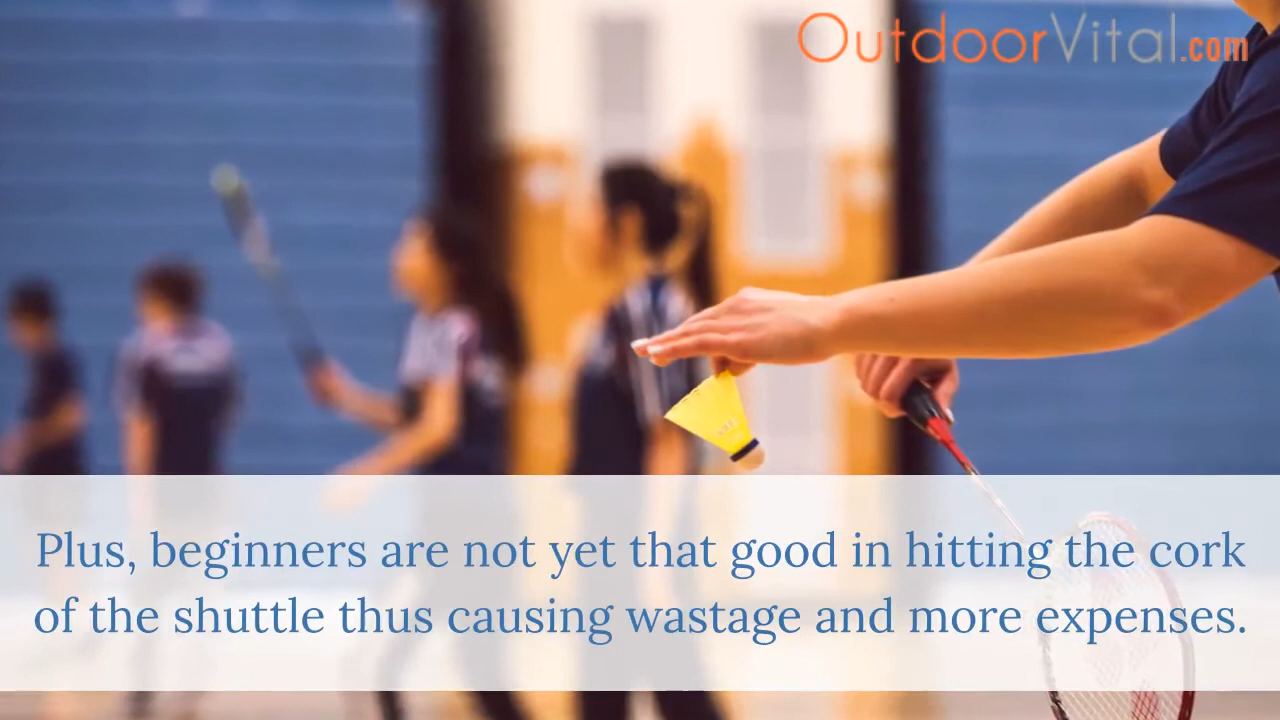 OutdoorVital.com
Plus, beginners are not yet that good in hitting the cork
of the shuttle thus causing wastage and more expenses.